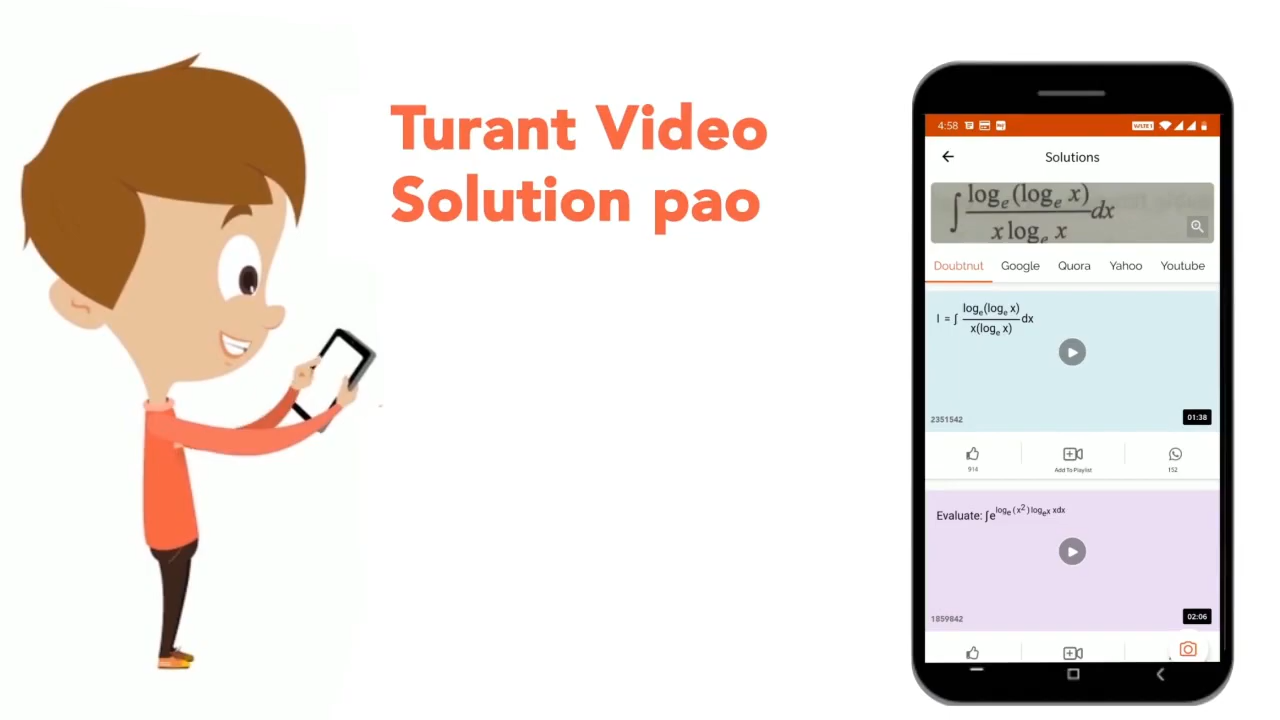 Turant Video
Solution pao
4:58
VoLTE1
Solutions
∫ logₑ(logₑ x) / x logₑ x dx
Doubtnut Google Quora Yahoo Youtube
I = ∫ logₑ(logₑ x) / x(logₑ x) dx
2351542 01:38
914 Add To Playlist 152
Evaluate: ∫e^logₑ(x²)logₑx xdx
1859842 02:06